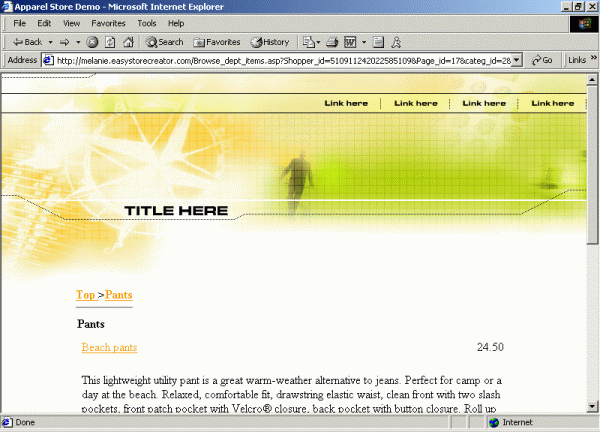 Apparel Store Demo - Microsoft Internet Explorer
File Edit View Favorites Tools Help
Back Search Favorites History
Address http://melanie.easystorecreator.com/Browse_dept_items.asp?Shopper_id=5109112420225851098&Page_id=17&categ_id=28 Go Links »
Link here Link here Link here Link here
TITLE HERE
Top > Pants
Pants
Beach pants 24.50
This lightweight utility pant is a great warm-weather alternative to jeans. Perfect for camp or a
day at the beach. Relaxed, comfortable fit, drawstring elastic waist, clean front with two slash
pockets, front patch pocket with Velcro® closure, back pocket with button closure. Roll up
Done Internet